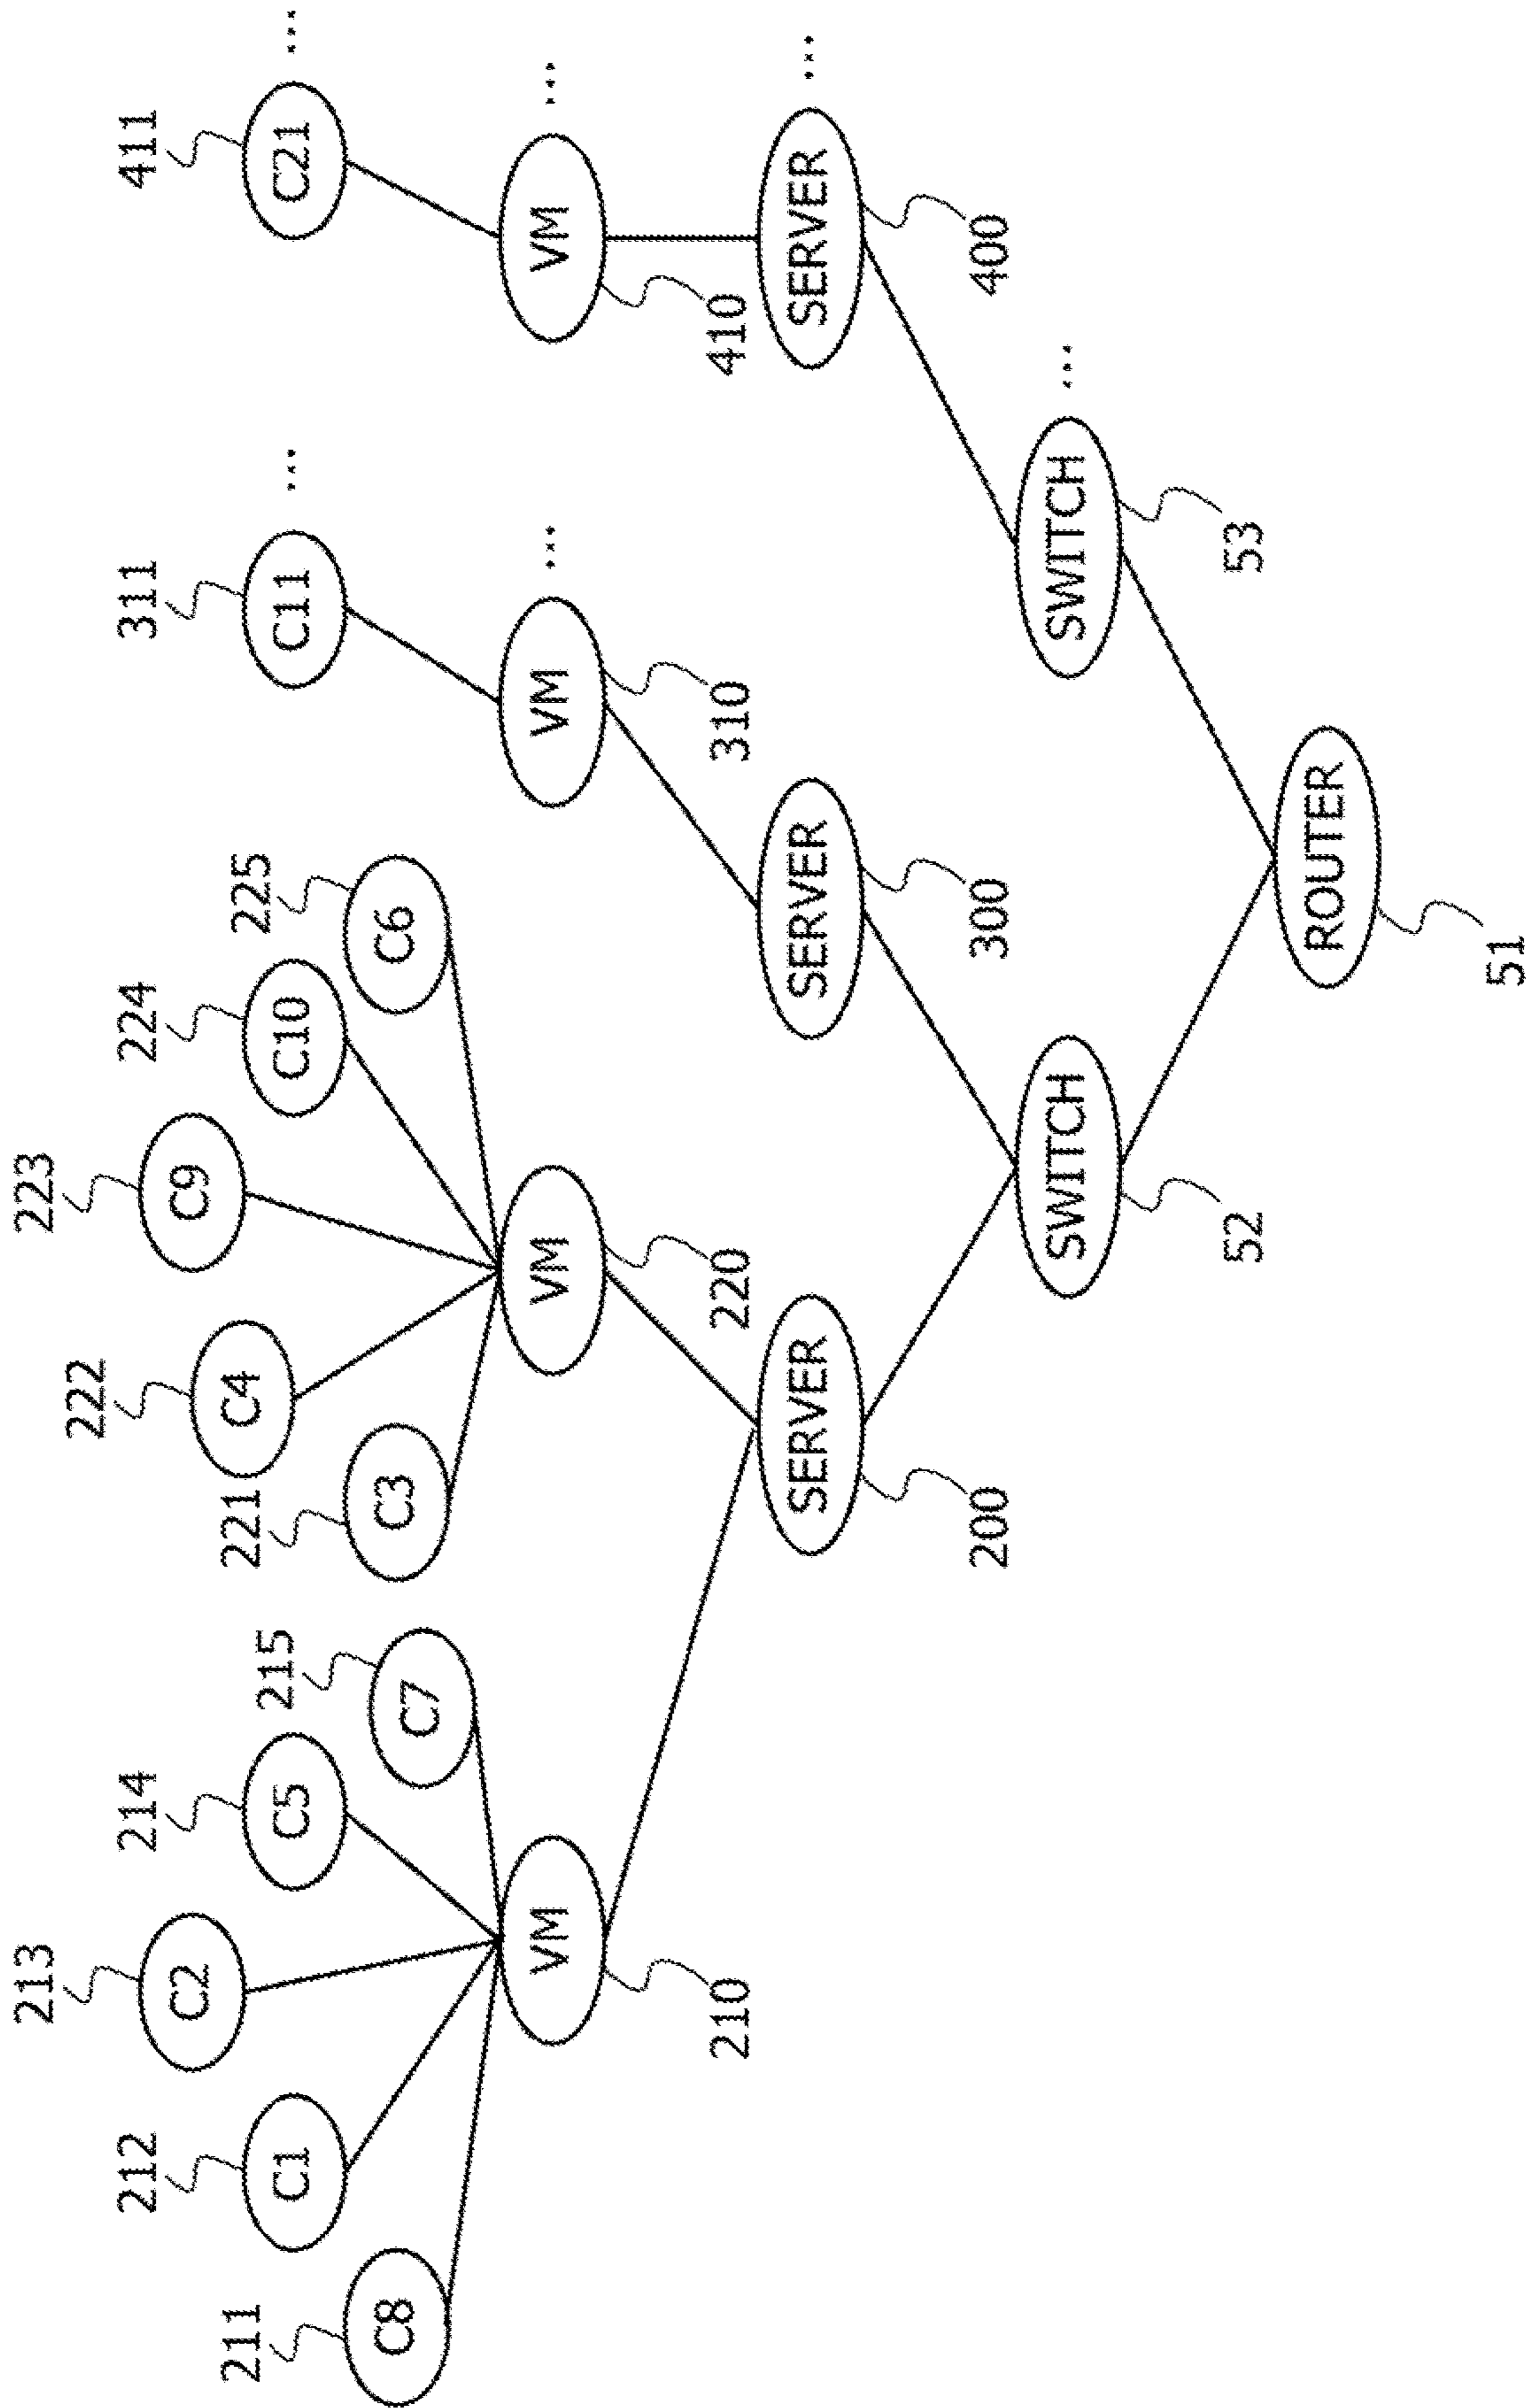 213
223
222
212
214
224
311
411
C2
C9
C4
211
221
215
225
C1
C5
C10
C11
...
C21
...
C8
C7
C3
C6
VM
VM
VM
...
VM
...
210
220
310
410
SERVER
SERVER
SERVER
...
200
300
400
SWITCH
SWITCH
...
52
53
ROUTER
51